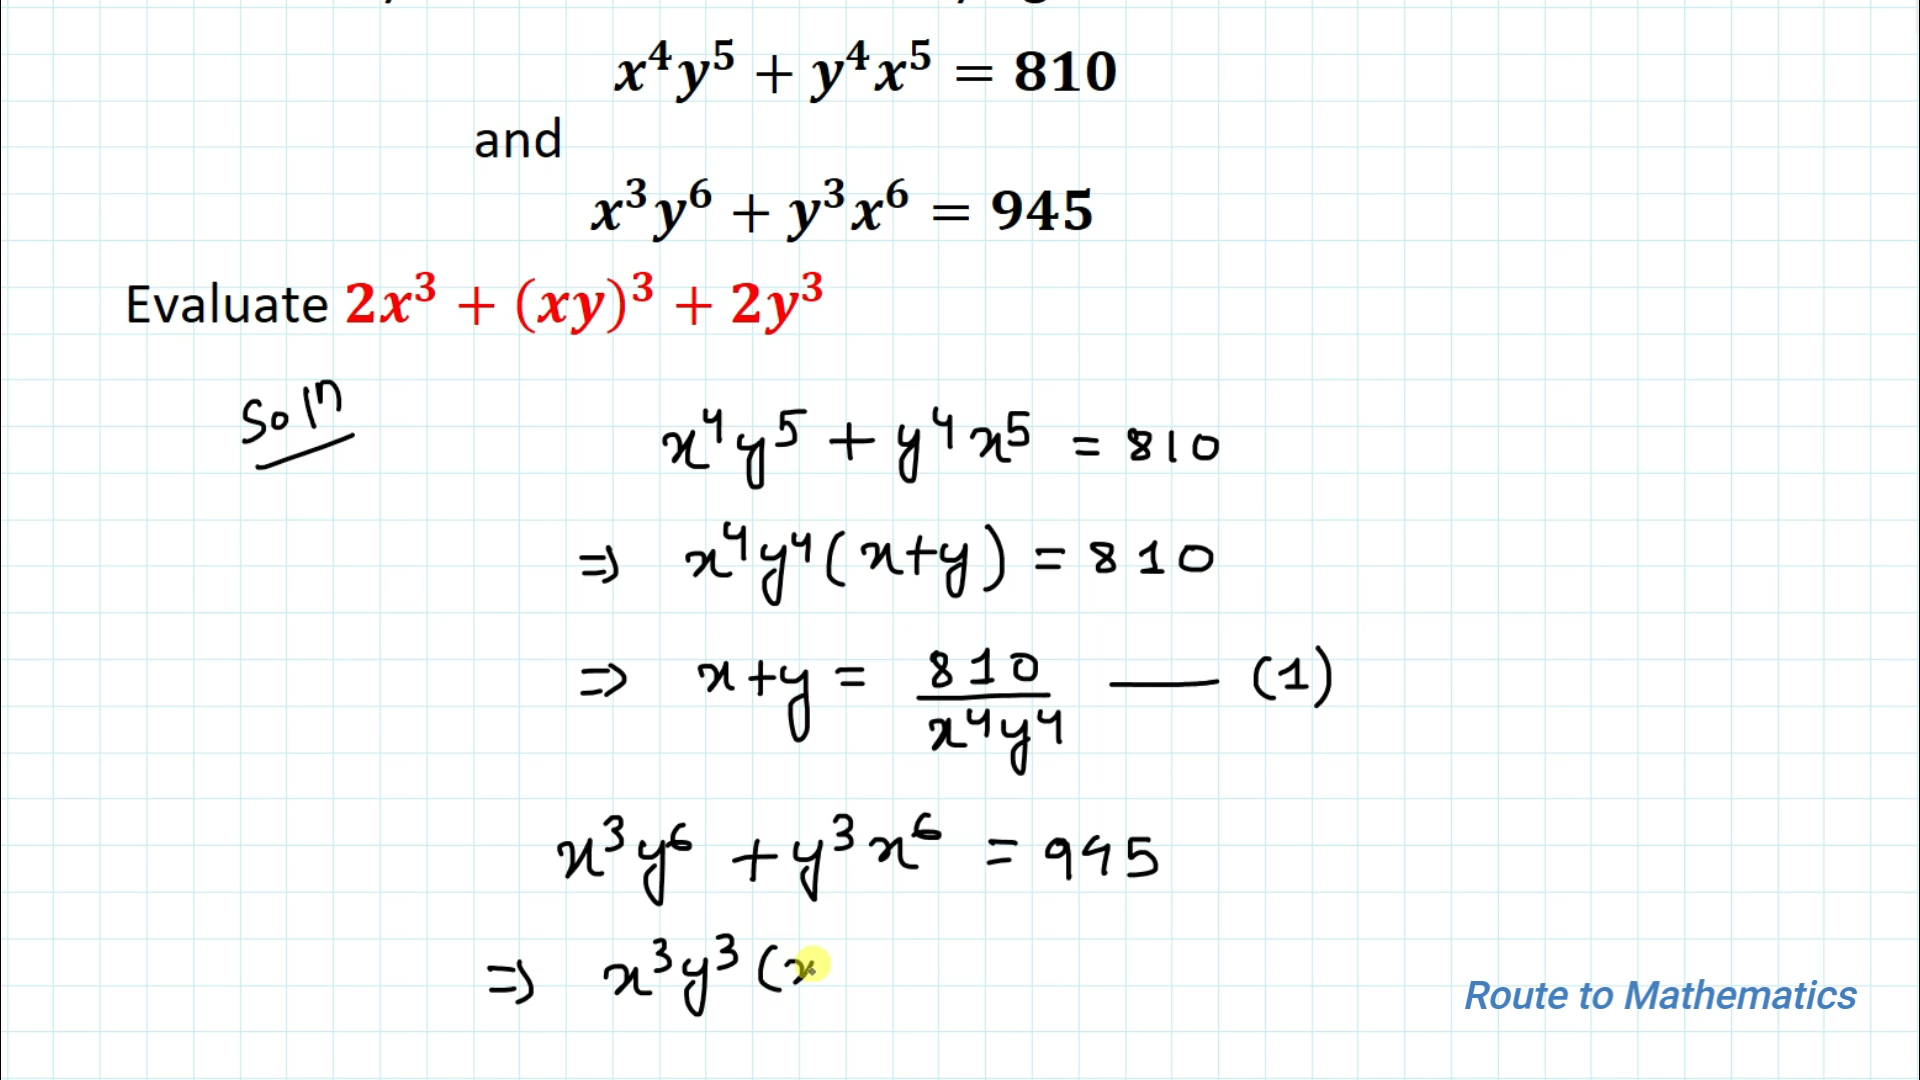 x⁴y⁵ + y⁴x⁵ = 810
and
x³y⁶ + y³x⁶ = 945
Evaluate 2x³ + (xy)³ + 2y³
Soln
x⁴y⁵ + y⁴x⁵ = 810
⇒ x⁴y⁴(x+y) = 810
⇒ x+y = 810/x⁴y⁴ —— (1)
x³y⁶ + y³x⁶ = 945
⇒ x³y³(x
Route to Mathematics